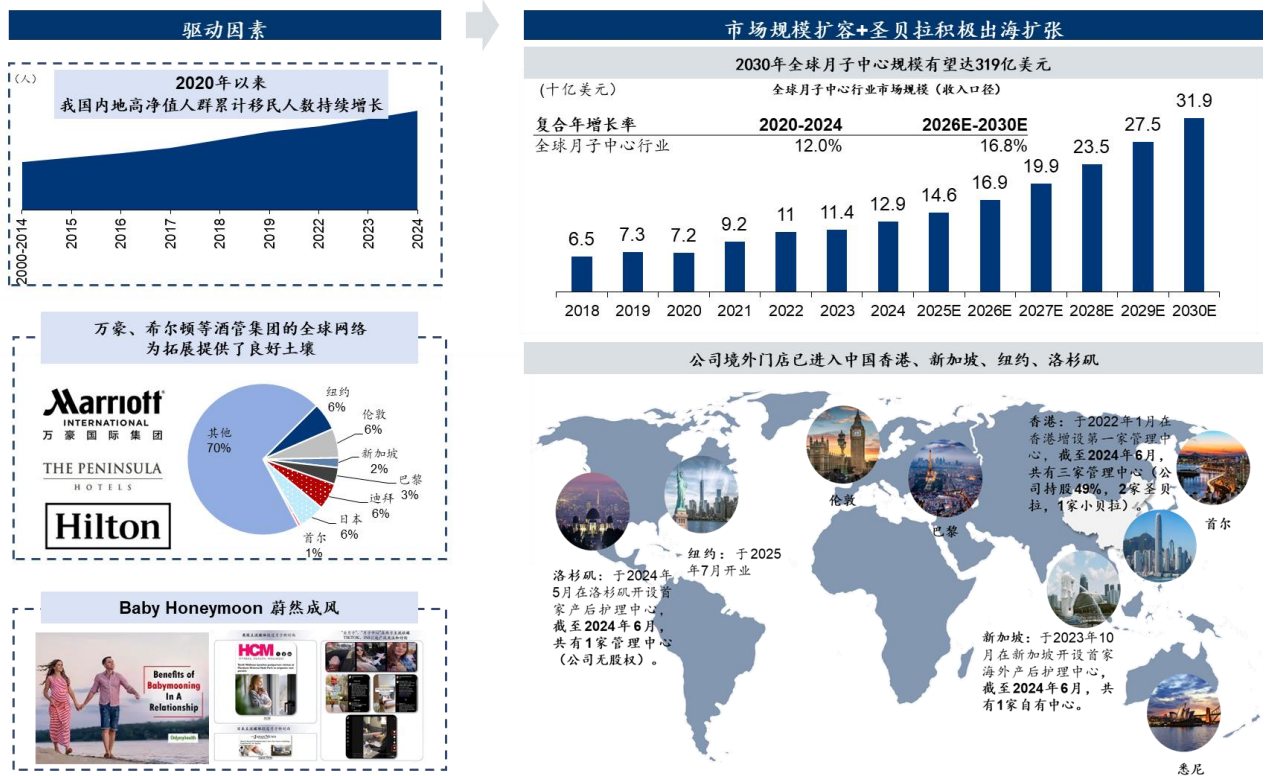 驱动因素
(人)
2020年以来
我国内地高净值人群累计移民人数持续增长
2000-2014
2015
2016
2017
2018
2019
2022
2023
2024
万豪、希尔顿等酒管集团的全球网络
为拓展提供了良好土壤
Marriott
INTERNATIONAL
万豪国际集团
THE PENINSULA
HOTELS
Hilton
纽约
6%
伦敦
6%
新加坡
2%
巴黎
3%
迪拜
6%
日本
6%
首尔
1%
其他
70%
Baby Honeymoon 蔚然成风
Benefits of
Babymooning
In A
Relationship
Onlymyhealth
HCM
市场规模扩容+圣贝拉积极出海扩张
2030年全球月子中心规模有望达319亿美元
(十亿美元)
全球月子中心行业市场规模（收入口径）
复合年增长率 2020-2024 2026E-2030E
全球月子中心行业 12.0% 16.8%
6.5 7.3 7.2 9.2 11 11.4 12.9 14.6 16.9 19.9 23.5 27.5 31.9
2018 2019 2020 2021 2022 2023 2024 2025E 2026E 2027E 2028E 2029E 2030E
公司境外门店已进入中国香港、新加坡、纽约、洛杉矶
洛杉矶：于2024年
5月在洛杉矶开设首
家产后护理中心，
截至2024年6月，
共有1家管理中心
（公司无股权）。
纽约：于2025
年7月开业
伦敦
巴黎
香港：于2022年1月在
香港增设第一家管理中
心，截至2024年6月，
共有三家管理中心（公
司持股49%，2家圣贝
拉，1家小贝拉）。
首尔
新加坡：于2023年10
月在新加坡开设首家
海外产后护理中心，
截至2024年6月，共
有1家自有中心。
悉尼